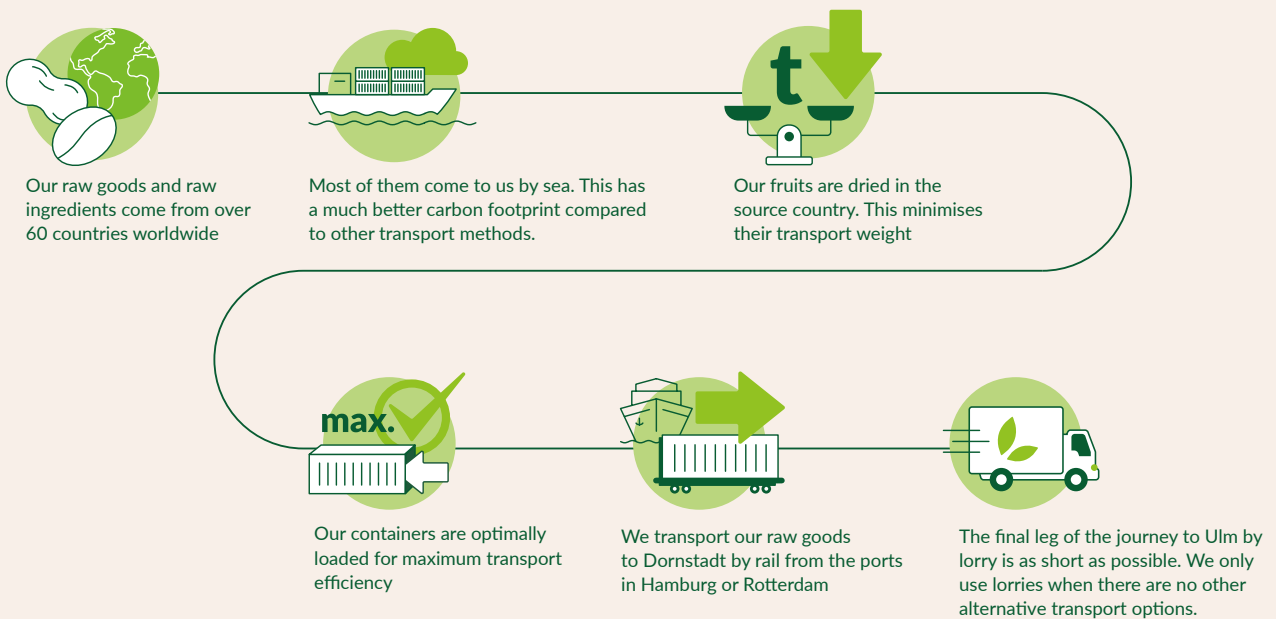 t
Our raw goods and raw
ingredients come from over
60 countries worldwide
Most of them come to us by sea. This has
a much better carbon footprint compared
to other transport methods.
Our fruits are dried in the
source country. This minimises
their transport weight
max.
Our containers are optimally
loaded for maximum transport
efficiency
We transport our raw goods
to Dornstadt by rail from the ports
in Hamburg or Rotterdam
The final leg of the journey to Ulm by
lorry is as short as possible. We only
use lorries when there are no other
alternative transport options.